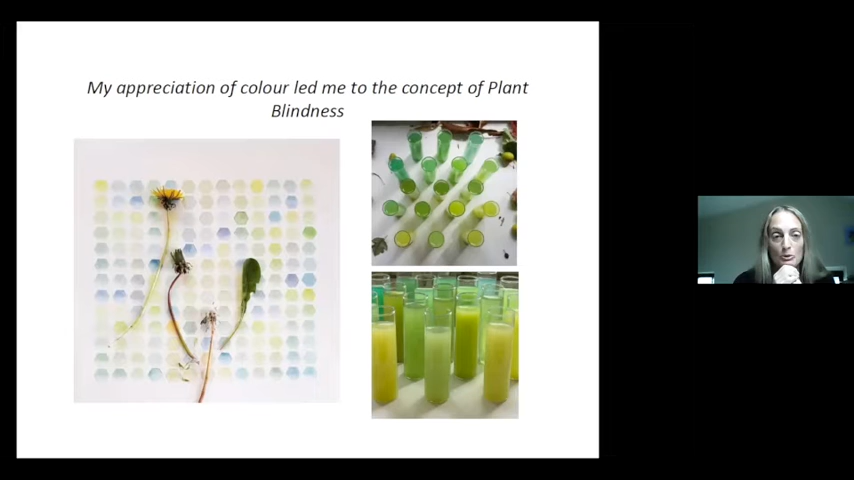 My appreciation of colour led me to the concept of Plant
Blindness